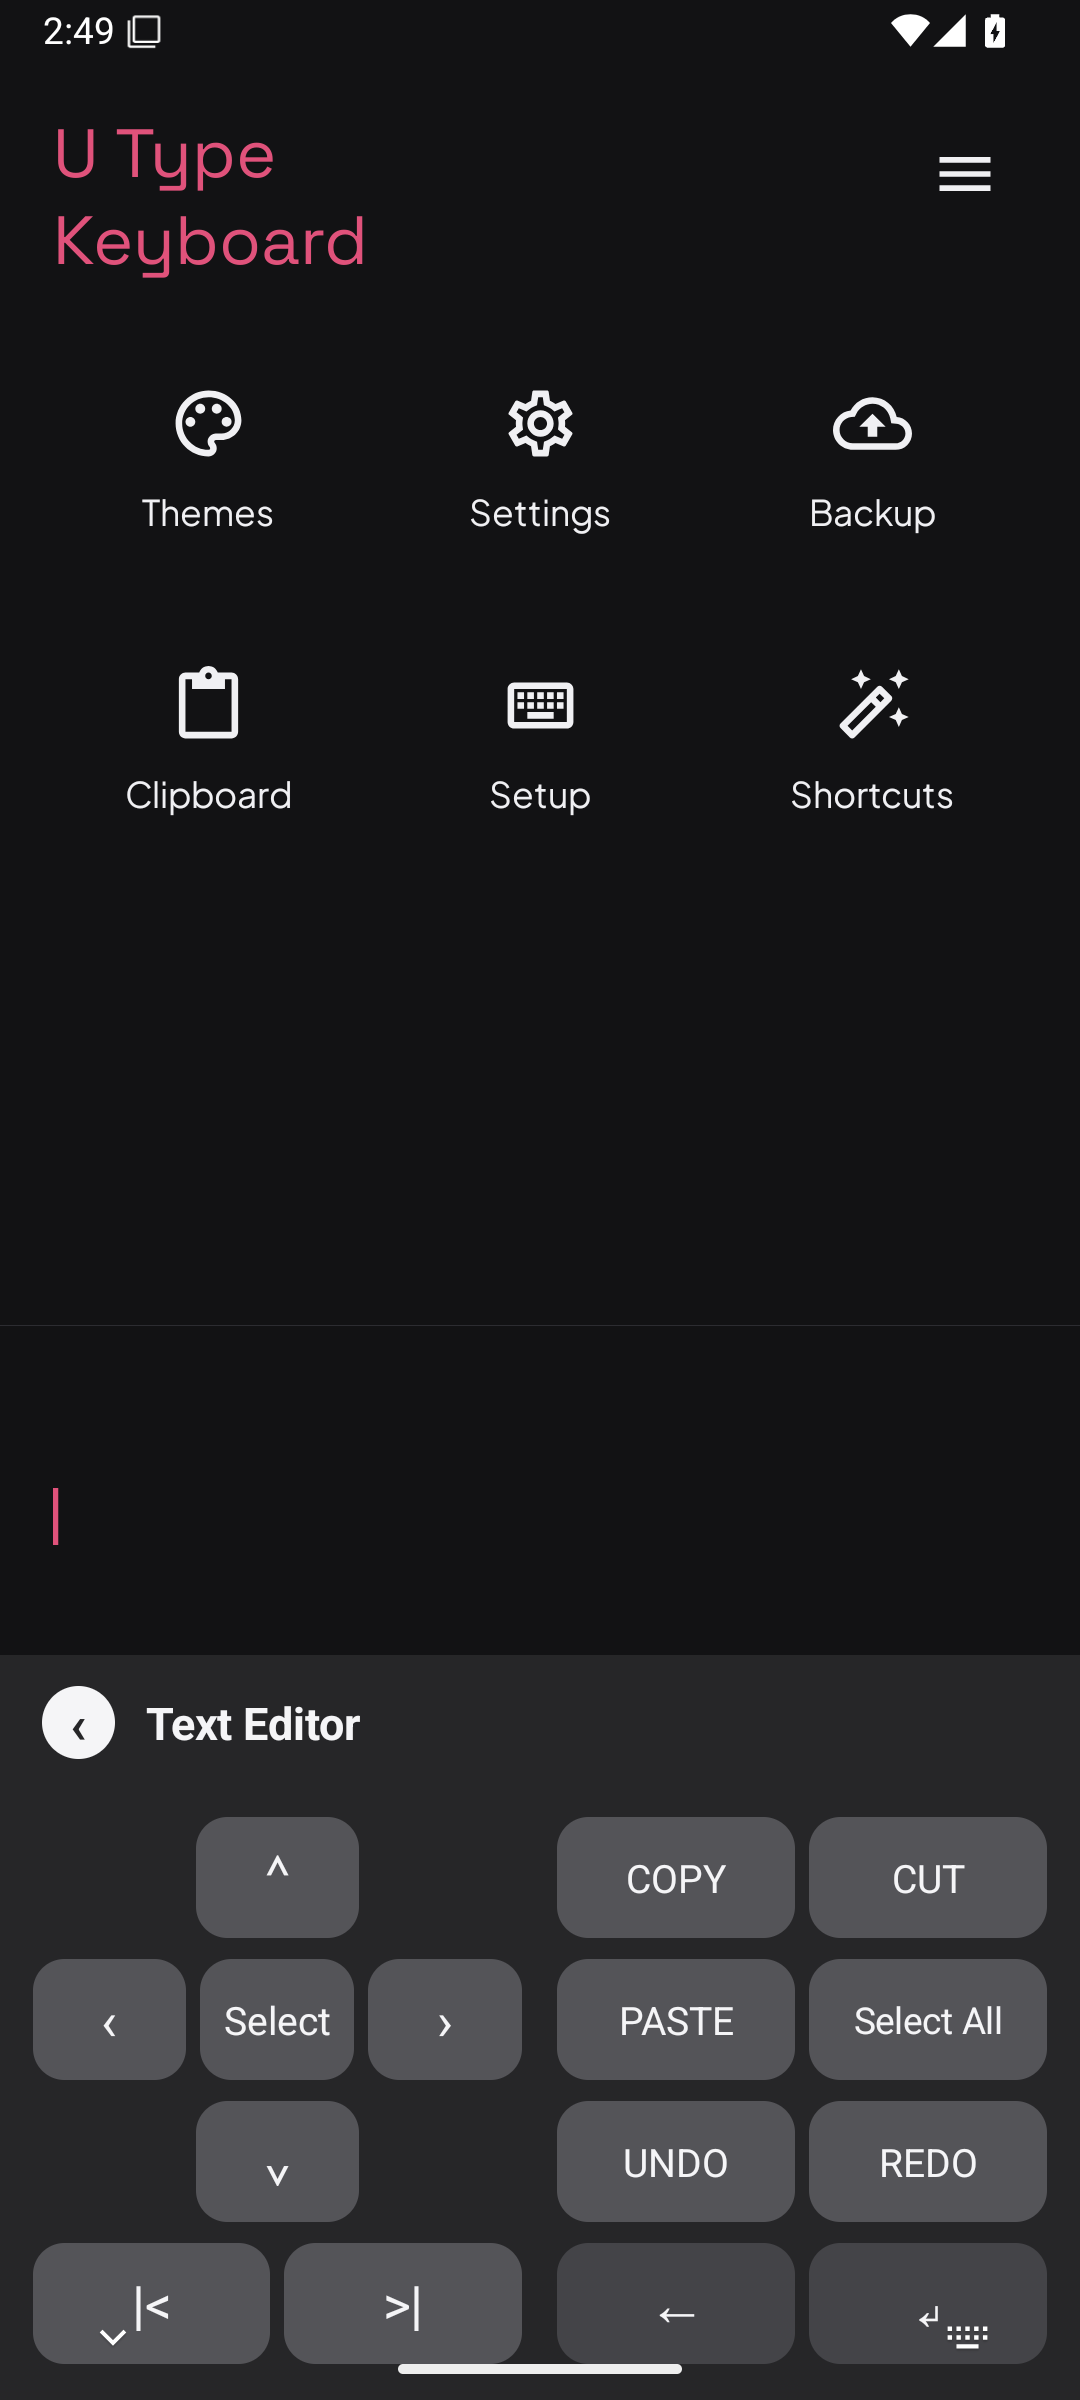 2:49
U Type
Keyboard
Themes Settings Backup
Clipboard Setup Shortcuts
‹ Text Editor
^ COPY CUT
‹ Select › PASTE Select All
v UNDO REDO
|< >| ← ↲